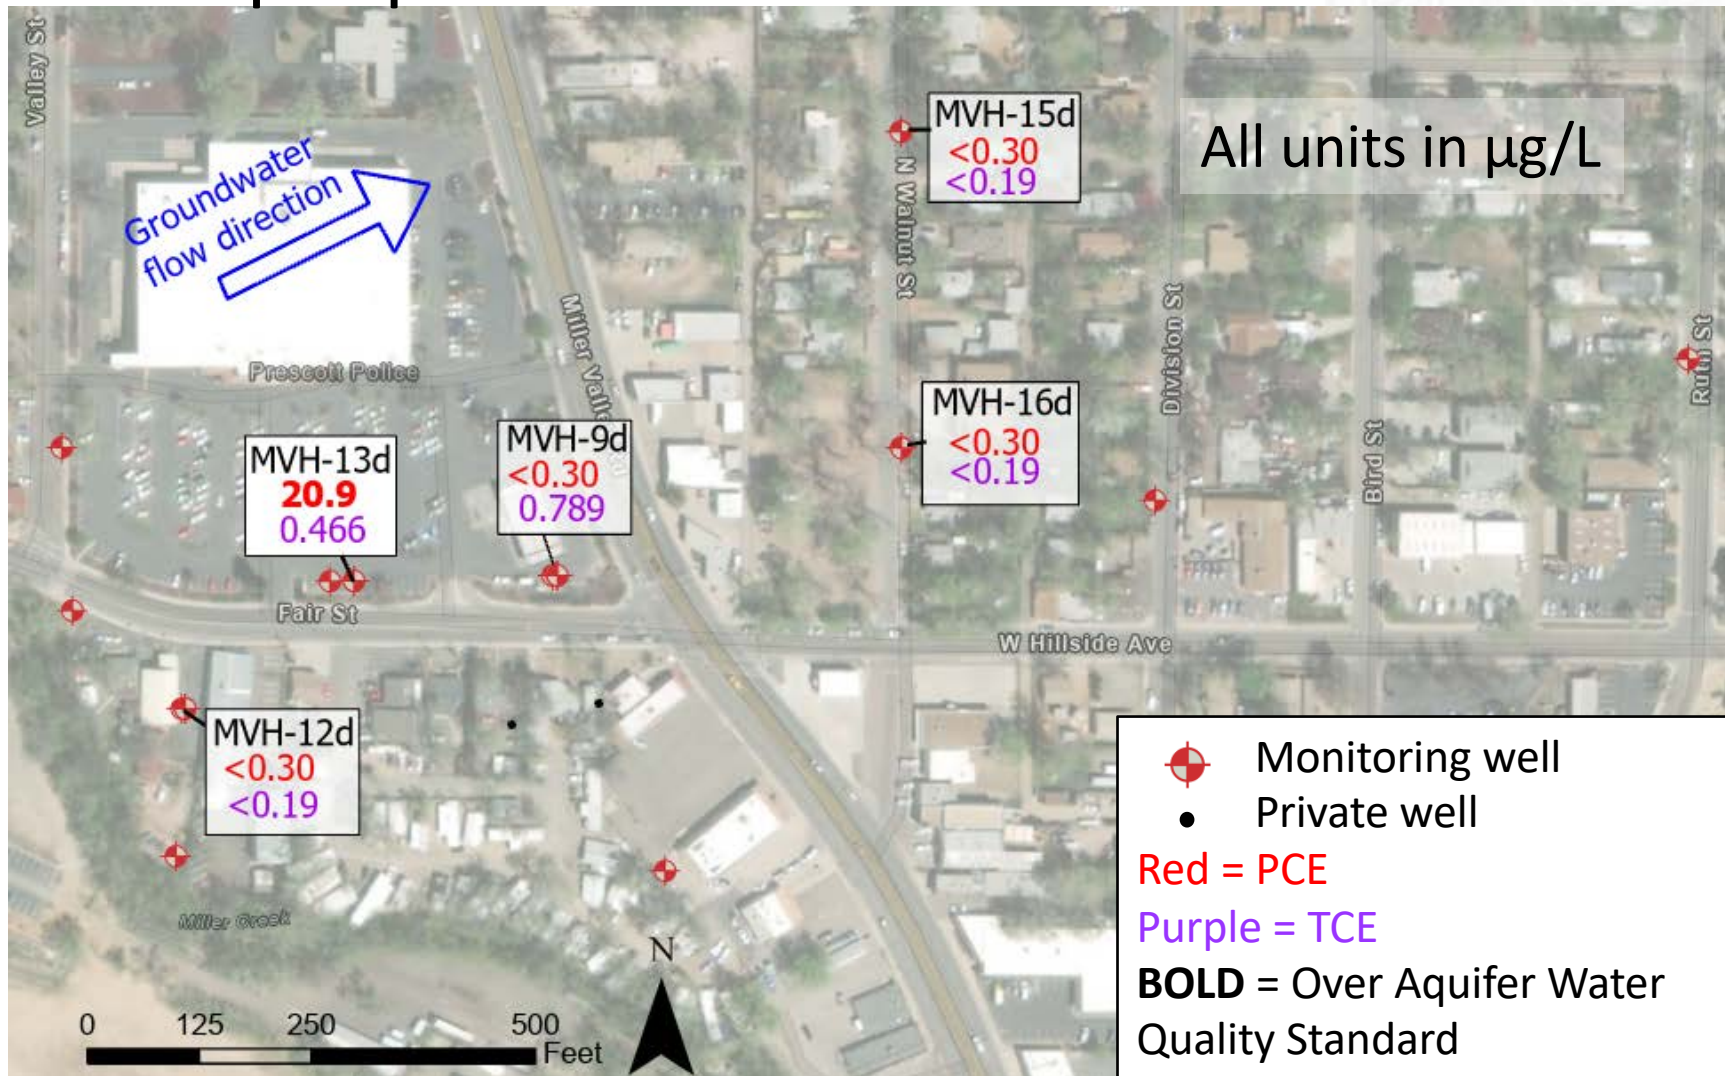 Valley St
Groundwater
flow direction
MVH-15d
<0.30
<0.19
All units in µg/L
N Walnut St
Miller Valle
Division St
Ruth St
Prescott Police
MVH-16d
<0.30
<0.19
MVH-9d
<0.30
0.789
MVH-13d
20.9
0.466
Bird St
Fair St
W Hillside Ave
MVH-12d
<0.30
<0.19
Miller Creek
N
0 125 250 500
Feet
Monitoring well
Private well
Red = PCE
Purple = TCE
BOLD = Over Aquifer Water
Quality Standard